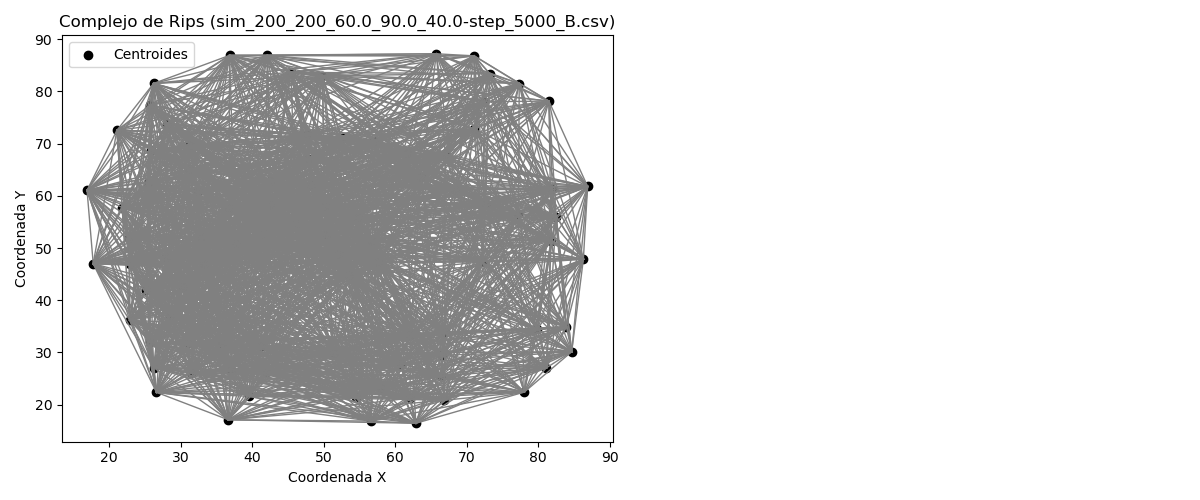 Complejo de Rips (sim_200_200_60.0_90.0_40.0-step_5000_B.csv)
Centroides
90
80
70
60
50
40
30
20
Coordenada Y
20 30 40 50 60 70 80 90
Coordenada X